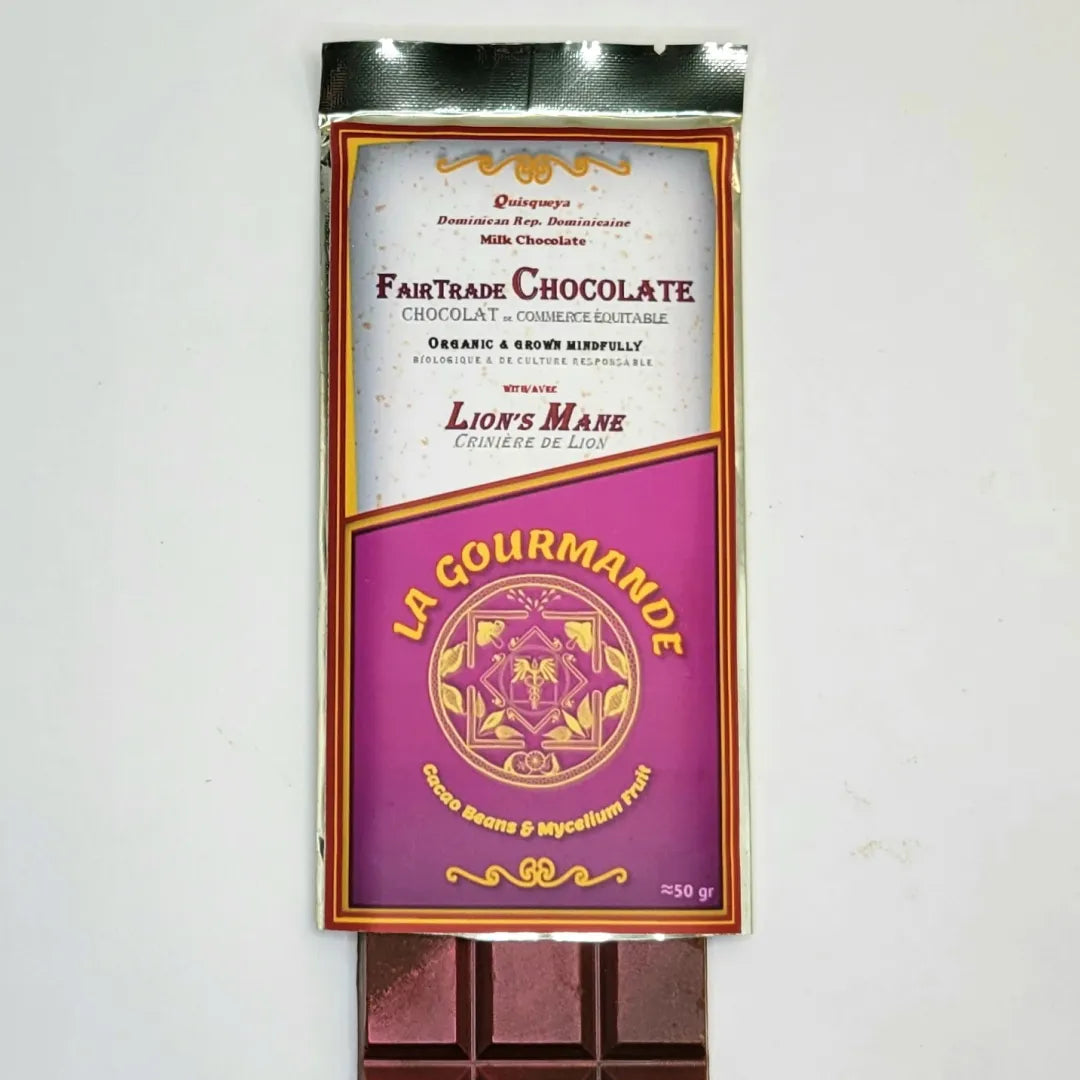 Quisqueya
Dominican Rep. Dominicaine
Milk Chocolate
FairTrade Chocolate
CHOCOLAT DE COMMERCE ÉQUITABLE
Organic & grown mindfully
BIOLOGIQUE & DE CULTURE RESPONSABLE
WITH/AVEC
Lion's Mane
Crinière de Lion
LA GOURMANDE
Cacao Beans & Mycelium Fruit
≈50 gr